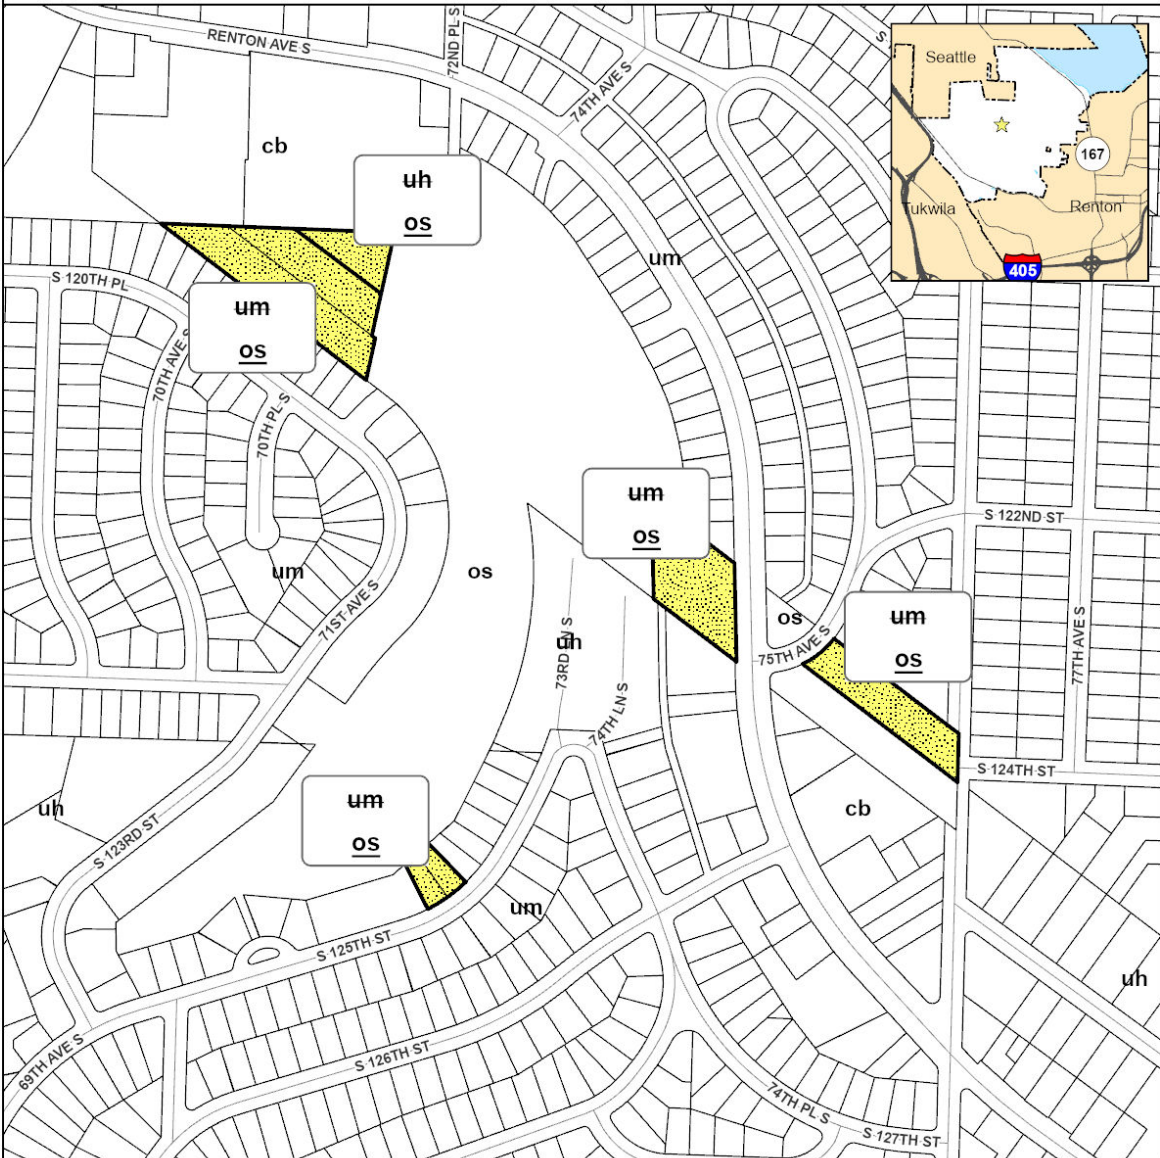 RENTON AVE S
72ND PL S
74TH AVE S
S
Seattle
167
Tukwila
Renton
405
cb
uh
os
um
S 120TH PL
um
os
70TH AVE S
70TH PL S
um
os
um
os
S 122ND ST
um
71ST AVE S
os
um
os
uh
73RD LN S
75TH AVE S
77TH AVE S
74TH LN S
S 124TH ST
um
os
uh
cb
S 123RD ST
um
S 125TH ST
uh
S 126TH ST
69TH AVE S
74TH PL S
S 127TH ST